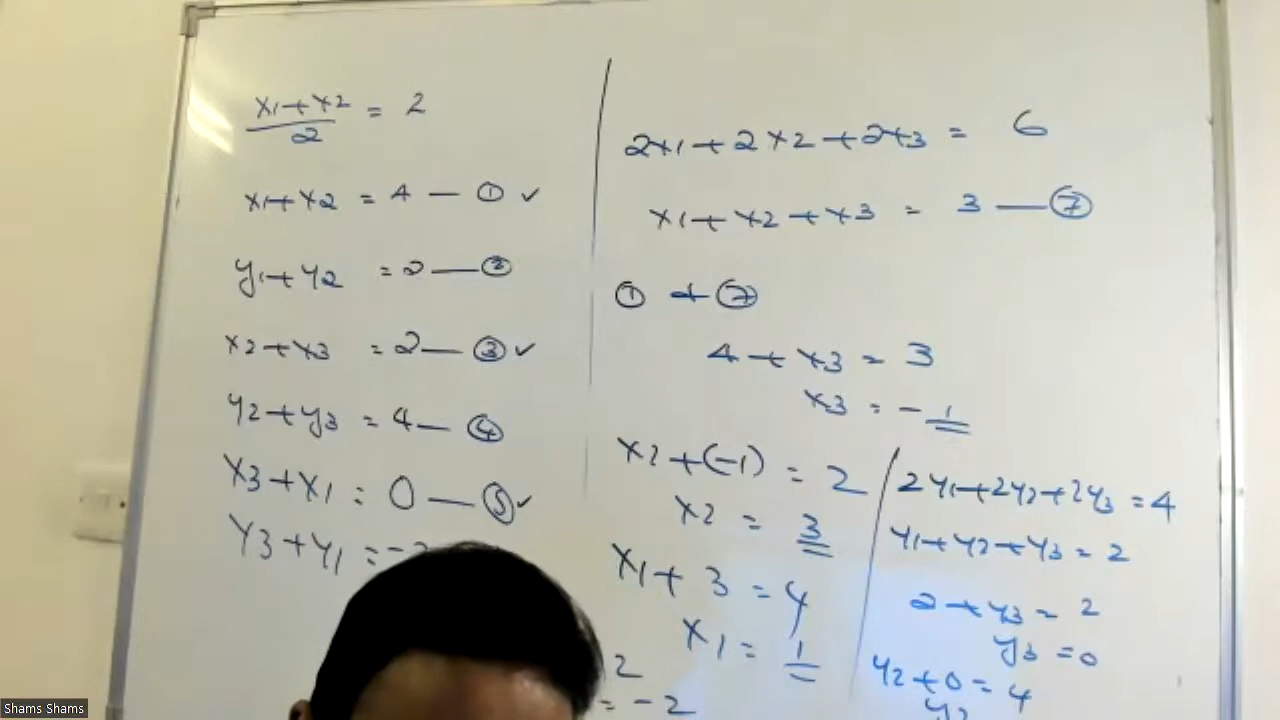 x1+x2 = 2
2
x1+x2 = 4 — ① ✓
y1+y2 = 2 — ②
x2+x3 = 2 — ③ ✓
y2+y3 = 4 — ④
x3+x1 = 0 — ⑤ ✓
y3+y1 =
2x1+2x2+2x3 = 6
x1+x2+x3 = 3 — ⑦
① + ⑦
4+x3 = 3
x3 = -1
x2+(-1) = 2
x2 = 3
x1+3 = 4
x1 = 1
2
= -2
2y1+2y2+2y3 = 4
y1+y2+y3 = 2
2+y3 = 2
y3 = 0
y2+0 = 4
y2
Shams Shams